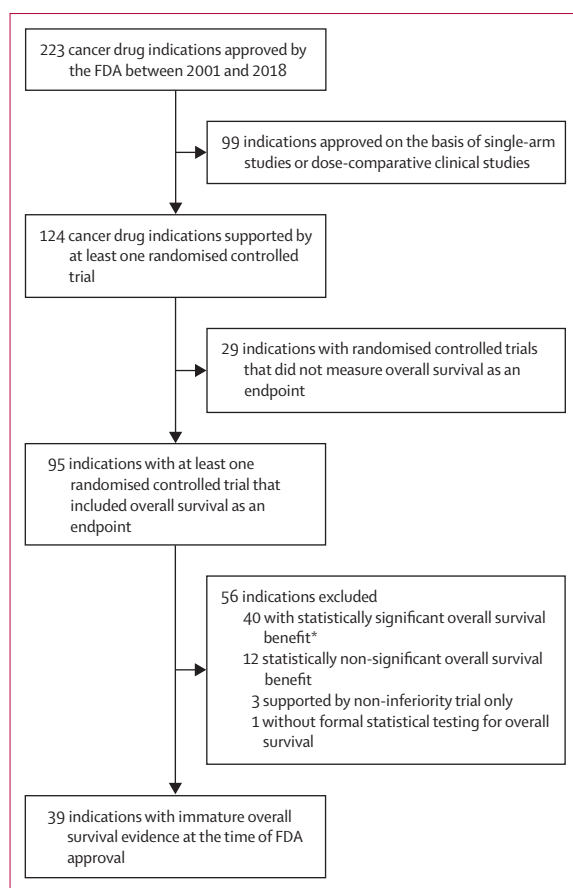 223 cancer drug indications approved by
the FDA between 2001 and 2018
99 indications approved on the basis of single-arm
studies or dose-comparative clinical studies
124 cancer drug indications supported by
at least one randomised controlled
trial
29 indications with randomised controlled trials
that did not measure overall survival as an
endpoint
95 indications with at least one
randomised controlled trial that
included overall survival as an
endpoint
56 indications excluded
40 with statistically significant overall survival
benefit*
12 statistically non-significant overall survival
benefit
3 supported by non-inferiority trial only
1 without formal statistical testing for overall
survival
39 indications with immature overall
survival evidence at the time of FDA
approval